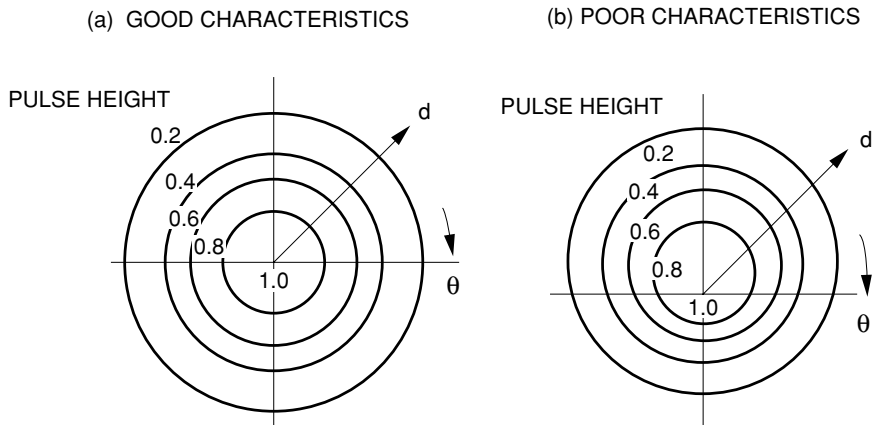 (a) GOOD CHARACTERISTICS
PULSE HEIGHT
d
0.2
0.4
0.6
0.8
1.0
θ
(b) POOR CHARACTERISTICS
PULSE HEIGHT
d
0.2
0.4
0.6
0.8
1.0
θ